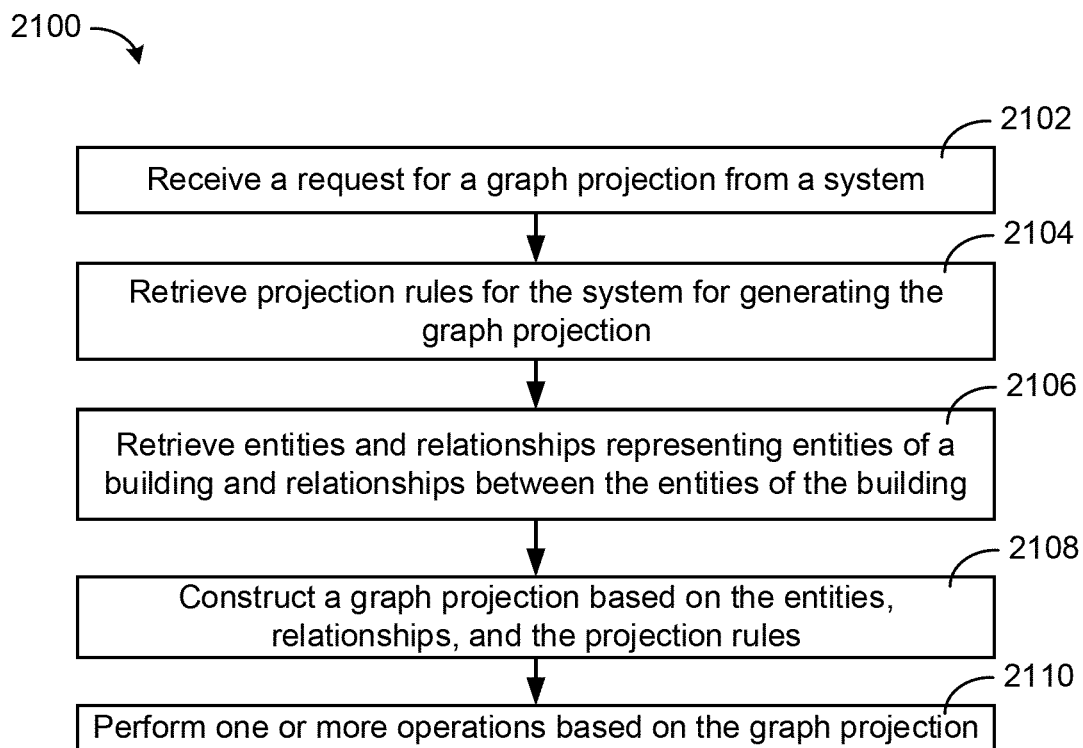 2100
2102
Receive a request for a graph projection from a system
2104
Retrieve projection rules for the system for generating the
graph projection
2106
Retrieve entities and relationships representing entities of a
building and relationships between the entities of the building
2108
Construct a graph projection based on the entities,
relationships, and the projection rules
2110
Perform one or more operations based on the graph projection